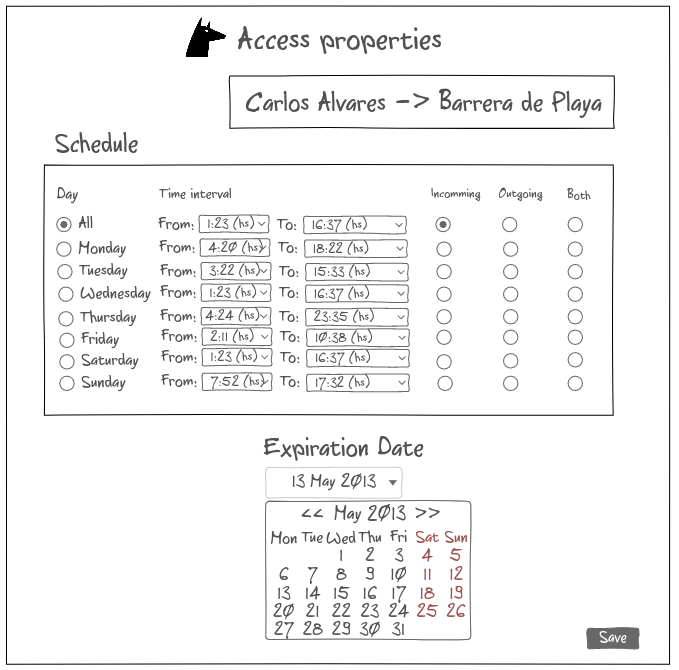 Access properties
Carlos Alvares -> Barrera de Playa
Schedule
Day Time interval Incomming Outgoing Both
All From: 1:23 (hs) To: 16:37 (hs)
Monday From: 4:20 (hs) To: 18:22 (hs)
Tuesday From: 3:22 (hs) To: 15:33 (hs)
Wednesday From: 1:23 (hs) To: 16:37 (hs)
Thursday From: 4:24 (hs) To: 23:35 (hs)
Friday From: 2:11 (hs) To: 10:38 (hs)
Saturday From: 1:23 (hs) To: 16:37 (hs)
Sunday From: 7:52 (hs) To: 17:32 (hs)
Expiration Date
13 May 2013
<< May 2013 >>
Mon Tue Wed Thu Fri Sat Sun
1 2 3 4 5
6 7 8 9 10 11 12
13 14 15 16 17 18 19
20 21 22 23 24 25 26
27 28 29 30 31
Save